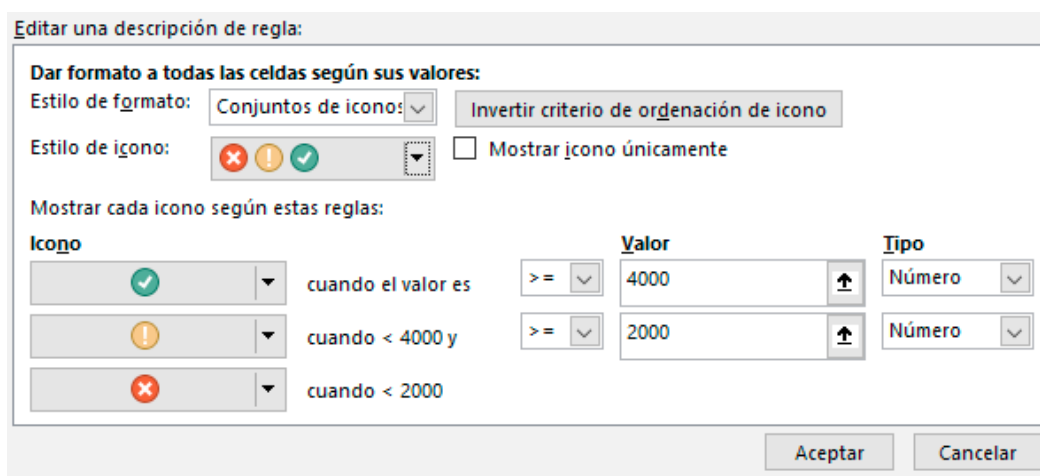 Editar una descripción de regla:
Dar formato a todas las celdas según sus valores:
Estilo de formato: Conjuntos de iconos Invertir criterio de ordenación de icono
Estilo de icono: Mostrar icono únicamente
Mostrar cada icono según estas reglas:
Icono Valor Tipo
cuando el valor es >= 4000 Número
cuando < 4000 y >= 2000 Número
cuando < 2000
Aceptar Cancelar